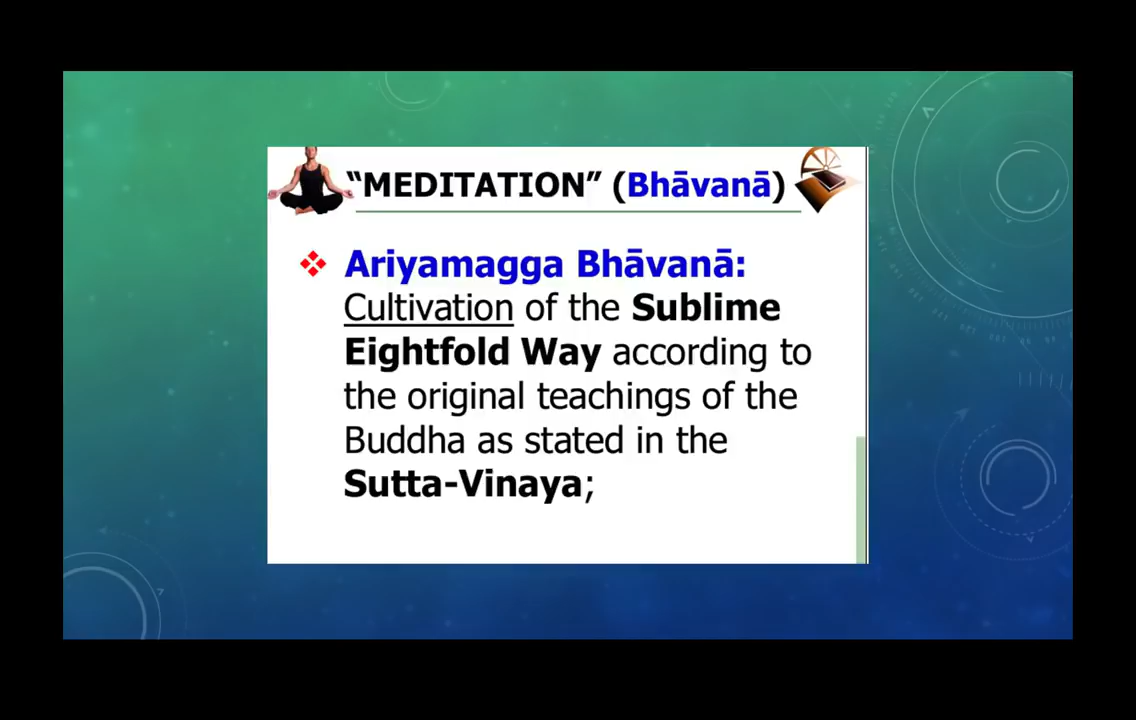 “MEDITATION” (Bhāvanā)
Ariyamagga Bhāvanā:
Cultivation of the Sublime
Eightfold Way according to
the original teachings of the
Buddha as stated in the
Sutta-Vinaya;